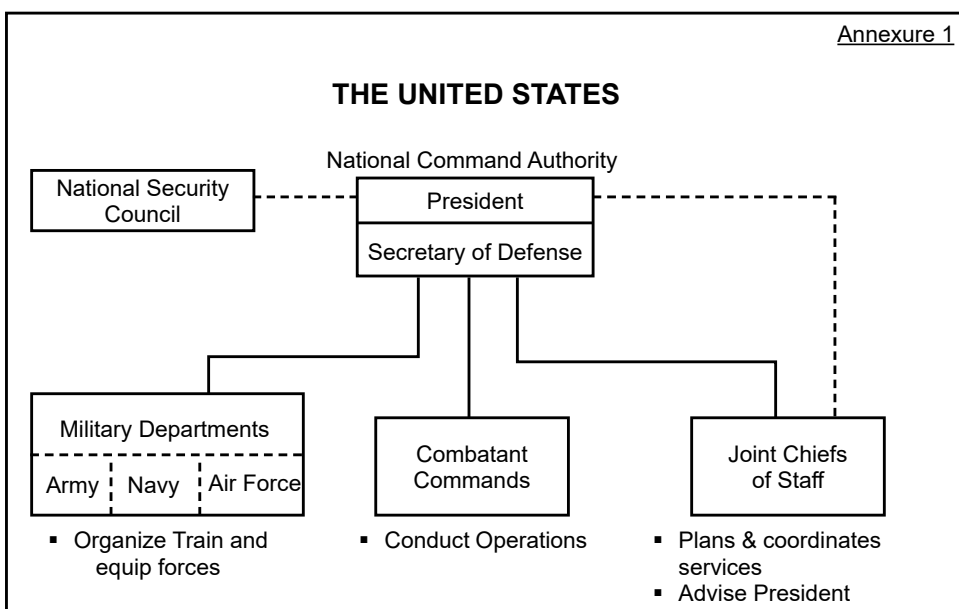 Annexure 1
THE UNITED STATES
National Command Authority
National Security
Council
President
Secretary of Defense
Military Departments
Army
Navy
Air Force
▪ Organize Train and
equip forces
Combatant
Commands
▪ Conduct Operations
Joint Chiefs
of Staff
▪ Plans & coordinates
services
▪ Advise President